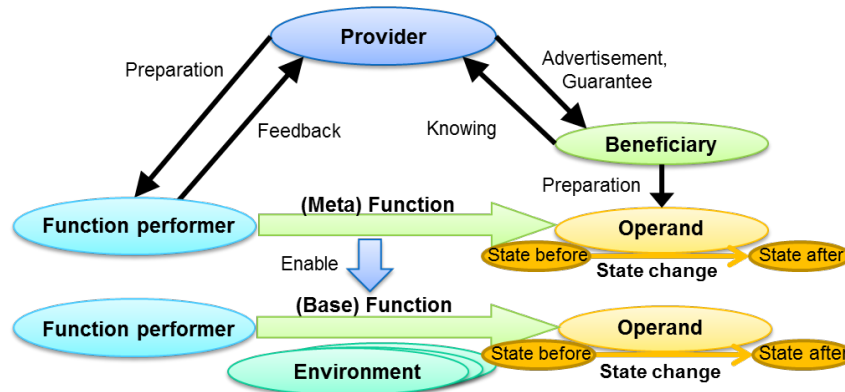 Provider
Preparation
Advertisement,
Guarantee
Feedback
Knowing
Beneficiary
Preparation
(Meta) Function
Function performer
Operand
State before
State after
State change
Enable
(Base) Function
Function performer
Operand
State before
State after
State change
Environment